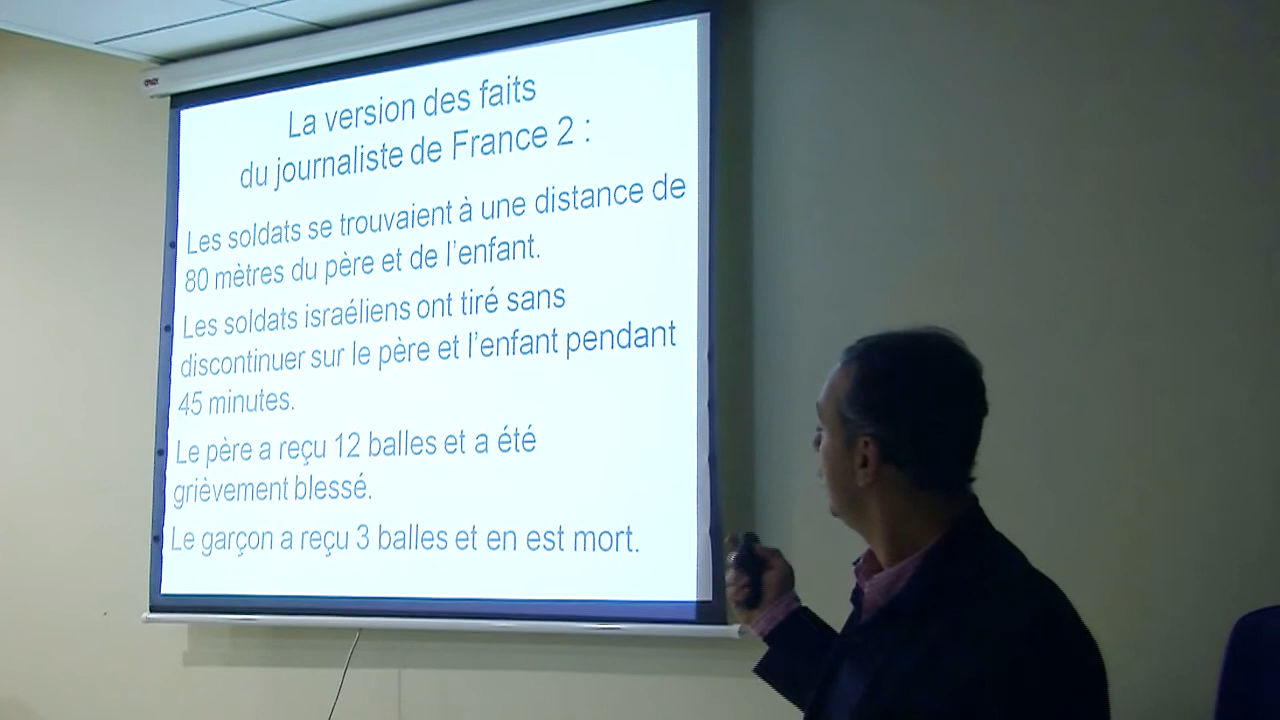 La version des faits
du journaliste de France 2 :
Les soldats se trouvaient à une distance de
80 mètres du père et de l'enfant.
Les soldats israéliens ont tiré sans
discontinuer sur le père et l'enfant pendant
45 minutes.
Le père a reçu 12 balles et a été
grièvement blessé.
Le garçon a reçu 3 balles et en est mort.